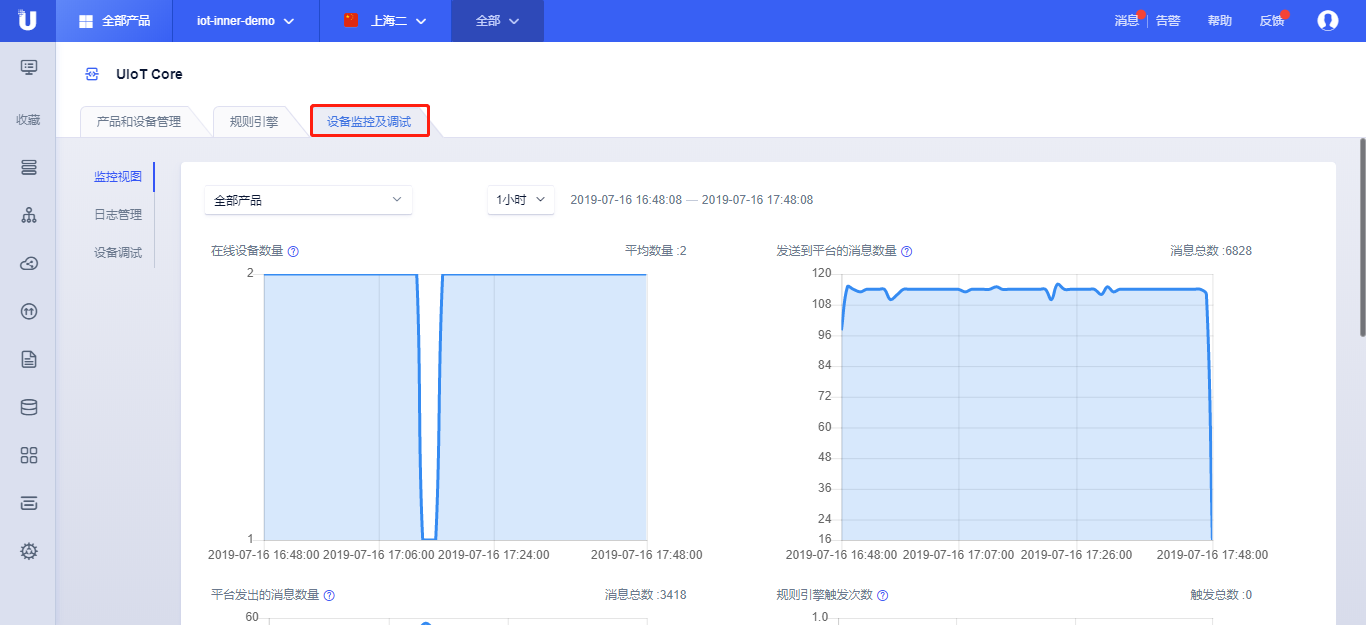 U 全部产品 iot-inner-demo 上海二 全部 消息 告警 帮助 反馈
UIoT Core
收藏
产品和设备管理 规则引擎 设备监控及调试
监控视图
日志管理
设备调试
全部产品 1小时 2019-07-16 16:48:08 — 2019-07-16 17:48:08
在线设备数量 ? 平均数量 :2
2
1
2019-07-16 16:48:00 2019-07-16 17:06:00 2019-07-16 17:24:00 2019-07-16 17:48:00
发送到平台的消息数量 ? 消息总数 :6828
120
108
96
84
72
60
48
36
24
16
2019-07-16 16:48:00 2019-07-16 17:07:00 2019-07-16 17:26:00 2019-07-16 17:48:00
平台发出的消息数量 ? 消息总数 :3418
60
规则引擎触发次数 ? 触发总数 :0
1.0